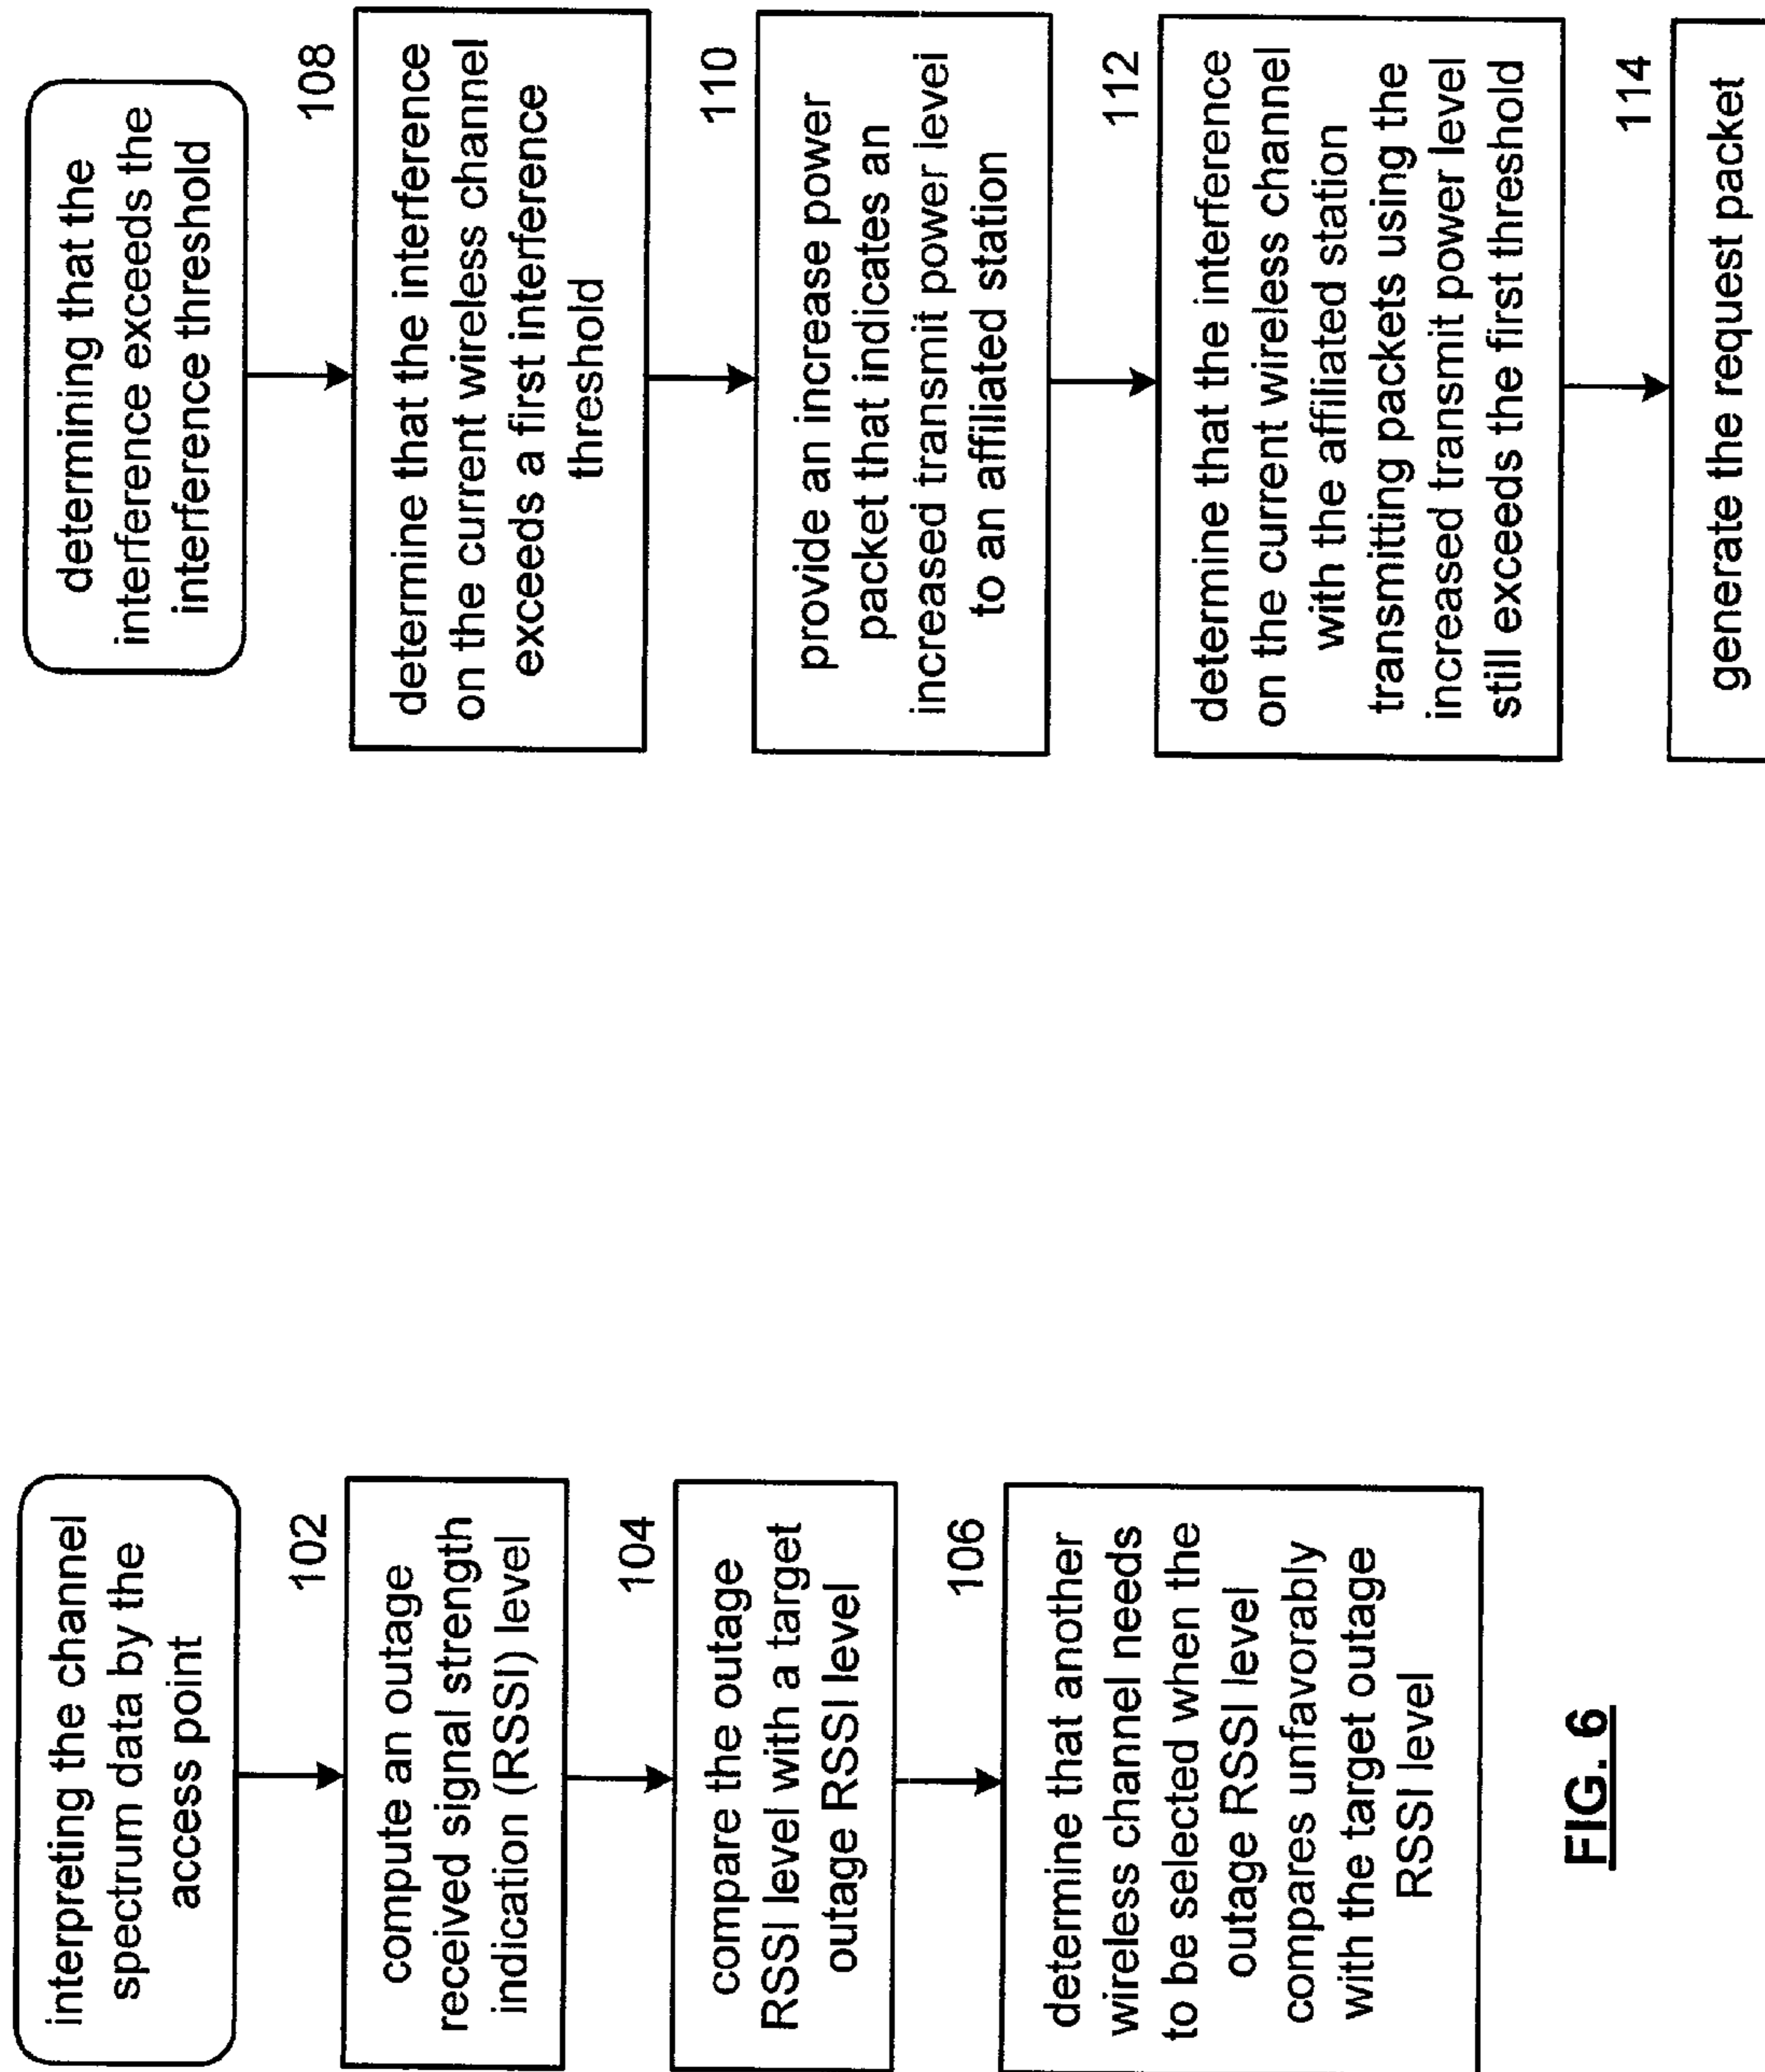 interpreting the channel
spectrum data by the
access point
102
compute an outage
received signal strength
indication (RSSI) level
104
compare the outage
RSSI level with a target
outage RSSI level
106
determine that another
wireless channel needs
to be selected when the
outage RSSI level
compares unfavorably
with the target outage
RSSI level
FIG. 6
determining that the
interference exceeds the
interference threshold
108
determine that the interference
on the current wireless channel
exceeds a first interference
threshold
110
provide an increase power
packet that indicates an
increased transmit power level
to an affiliated station
112
determine that the interference
on the current wireless channel
with the affiliated station
transmitting packets using the
increased transmit power level
still exceeds the first threshold
114
generate the request packet